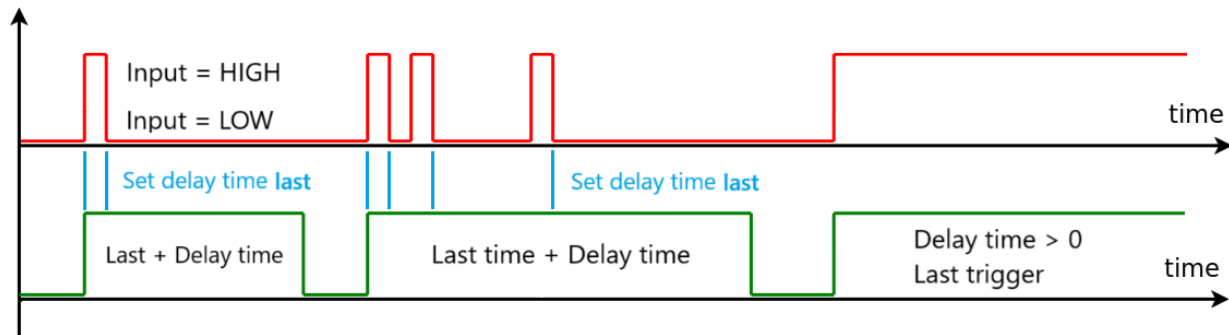 Input = HIGH
Input = LOW
time
Set delay time last
Set delay time last
Last + Delay time
Last time + Delay time
Delay time > 0
Last trigger
time